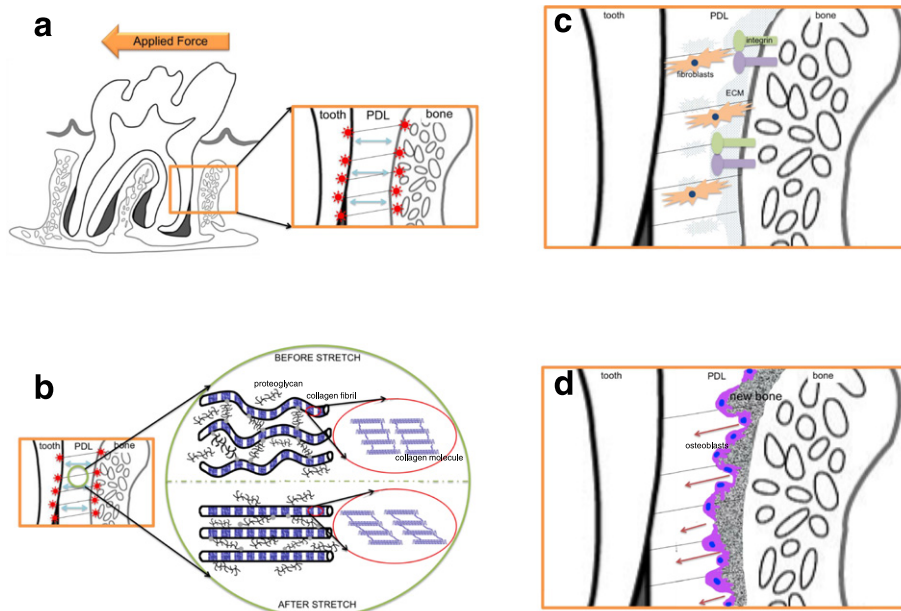 a
Applied Force
tooth PDL bone
b
BEFORE STRETCH
proteoglycan
collagen fibril
collagen molecule
tooth PDL bone
AFTER STRETCH
c
tooth PDL bone
integrin
fibroblasts
ECM
d
tooth PDL bone
new bone
osteoblasts